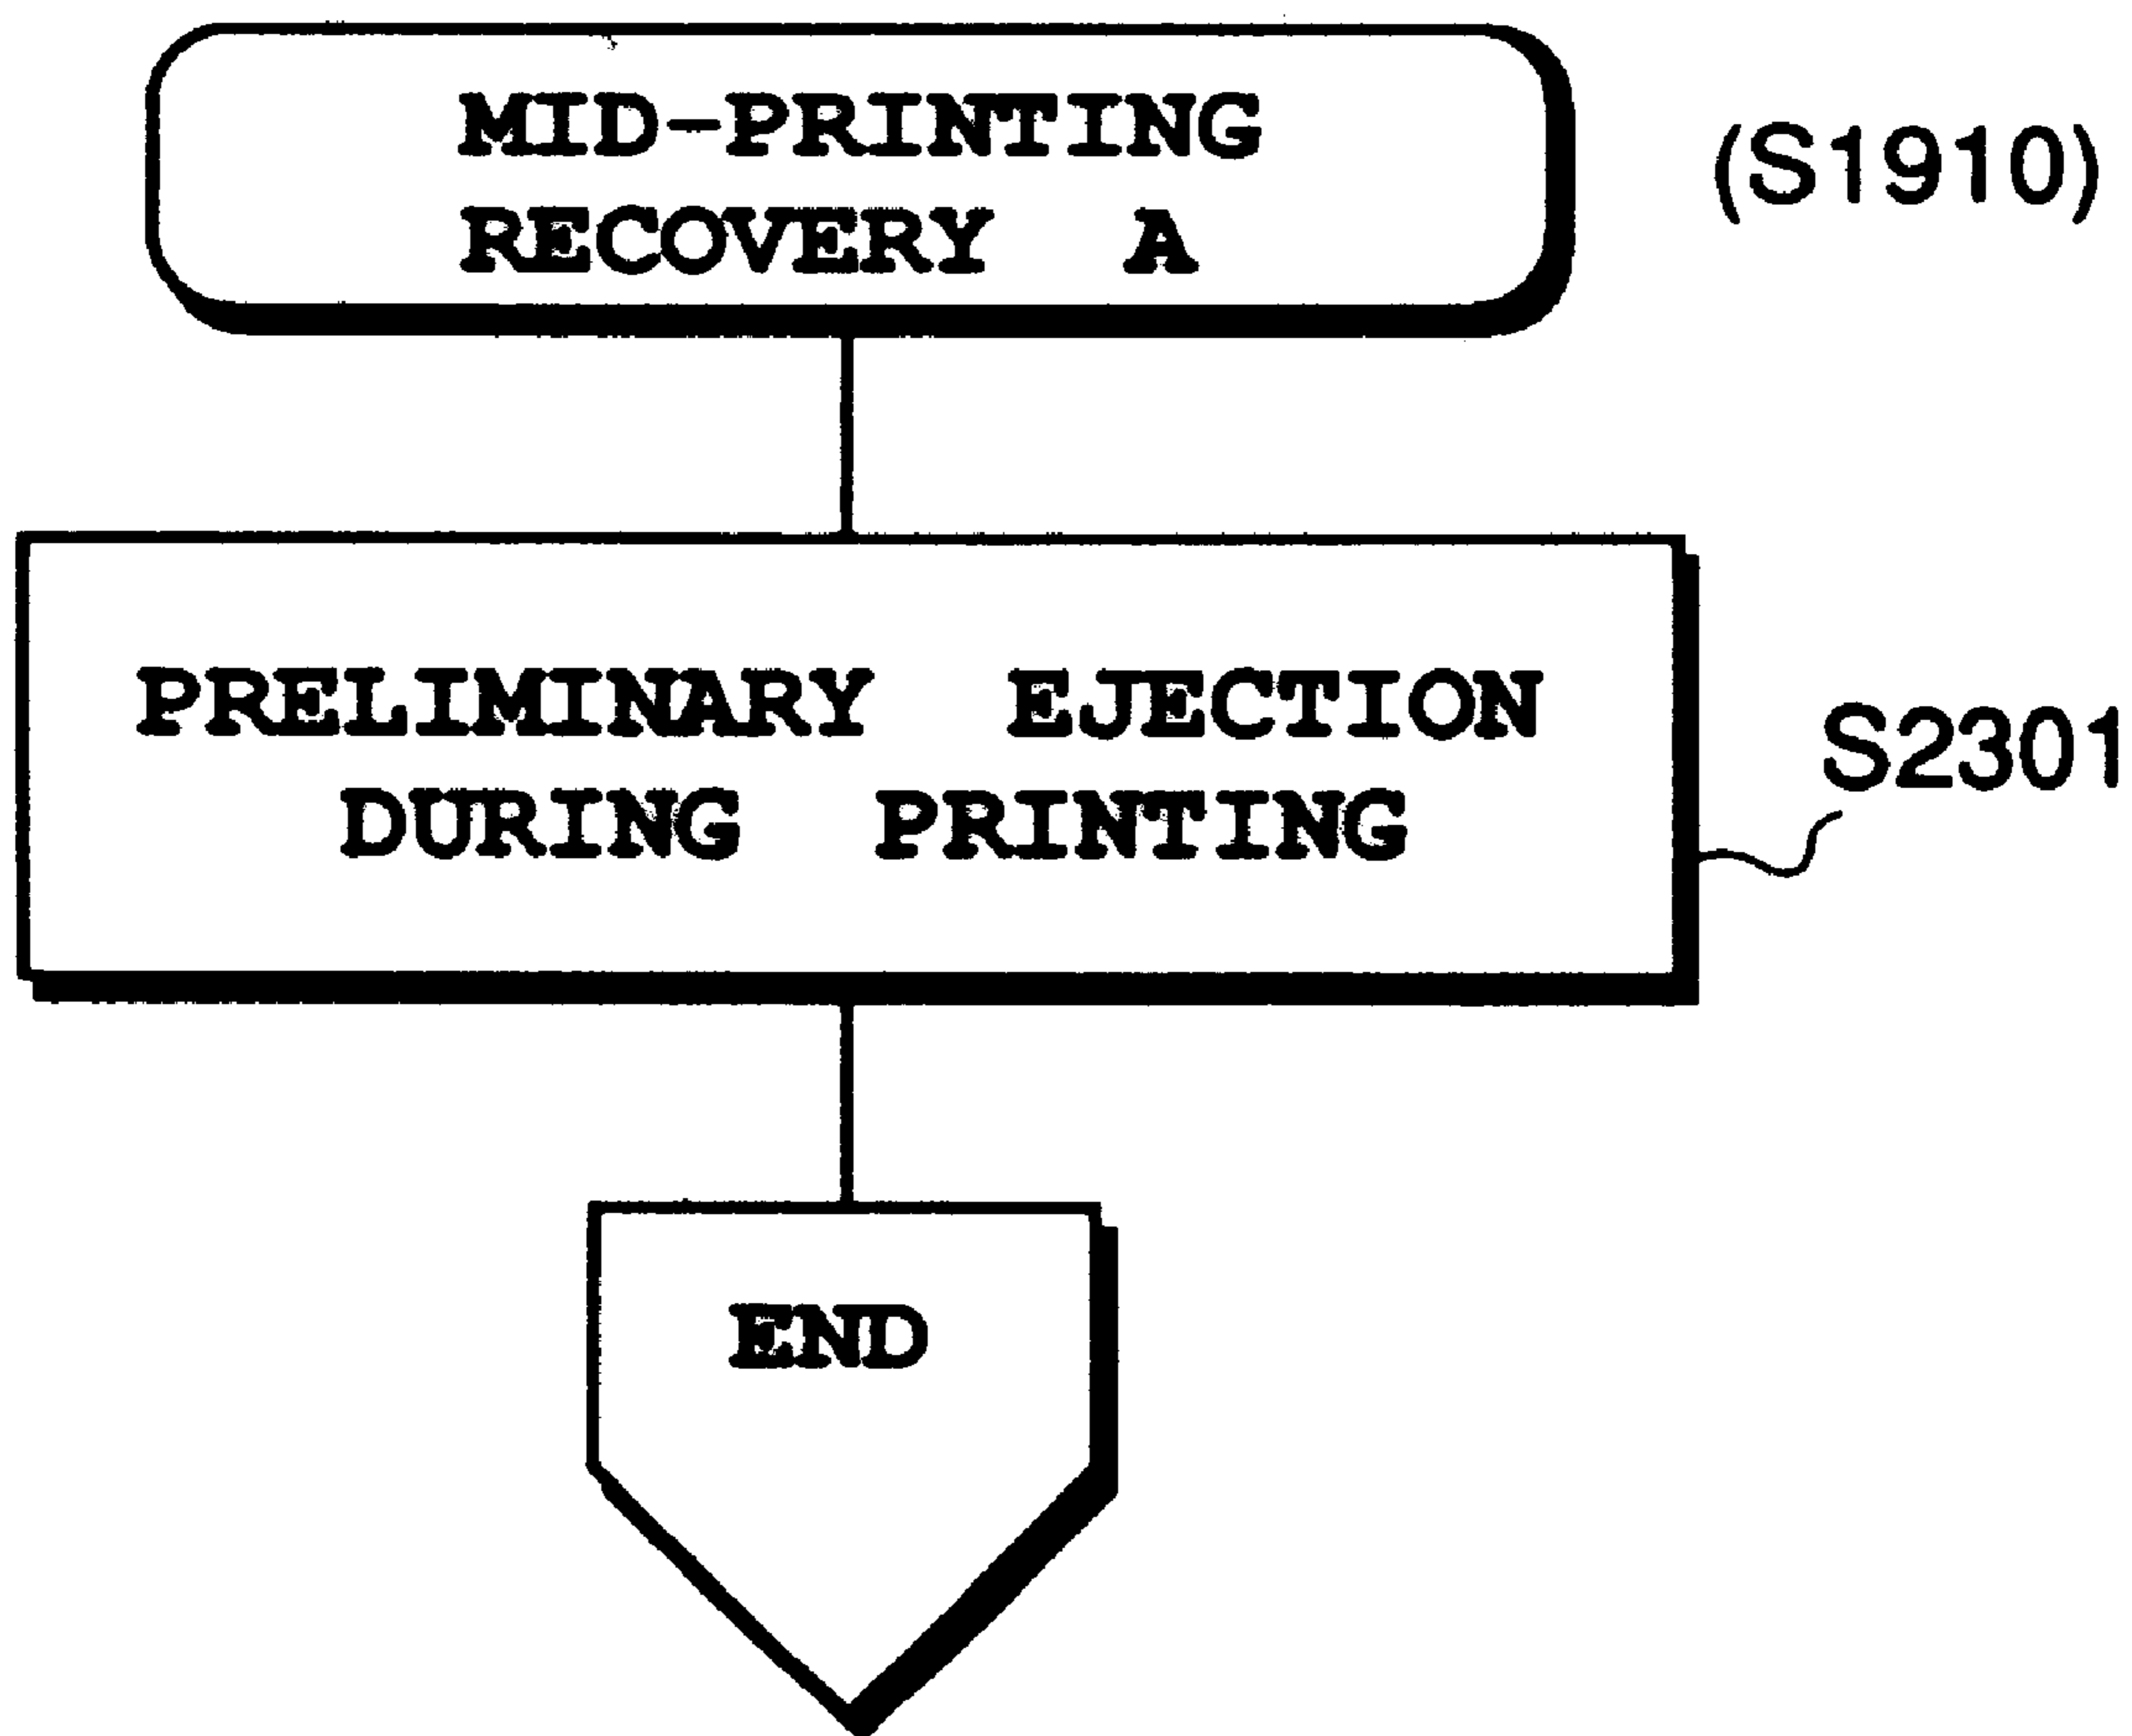 MID-PRINTING
RECOVERY A
(S1910)
PRELIMINARY EJECTION
DURING PRINTING
S2301
END